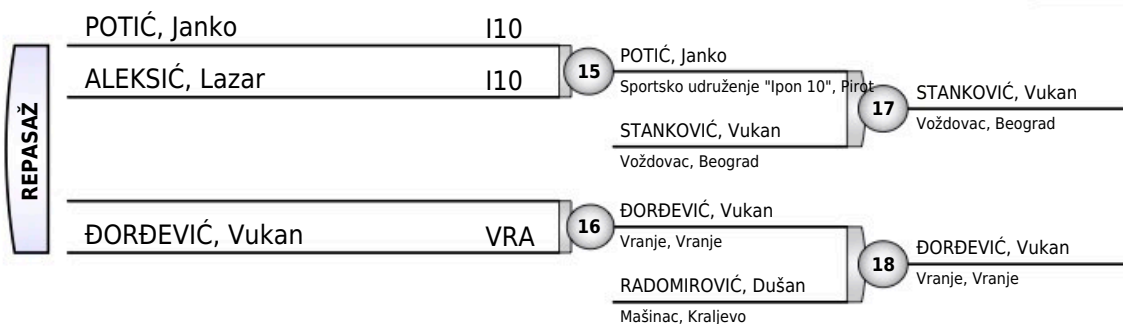 REPASAŽ
POTIĆ, Janko I10
ALEKSIĆ, Lazar I10
15
POTIĆ, Janko
Sportsko udruženje "Ipon 10", Pirot
STANKOVIĆ, Vukan
Voždovac, Beograd
17
STANKOVIĆ, Vukan
Voždovac, Beograd
ĐORĐEVIĆ, Vukan VRA
16
ĐORĐEVIĆ, Vukan
Vranje, Vranje
RADOMIROVIĆ, Dušan
Mašinac, Kraljevo
18
ĐORĐEVIĆ, Vukan
Vranje, Vranje